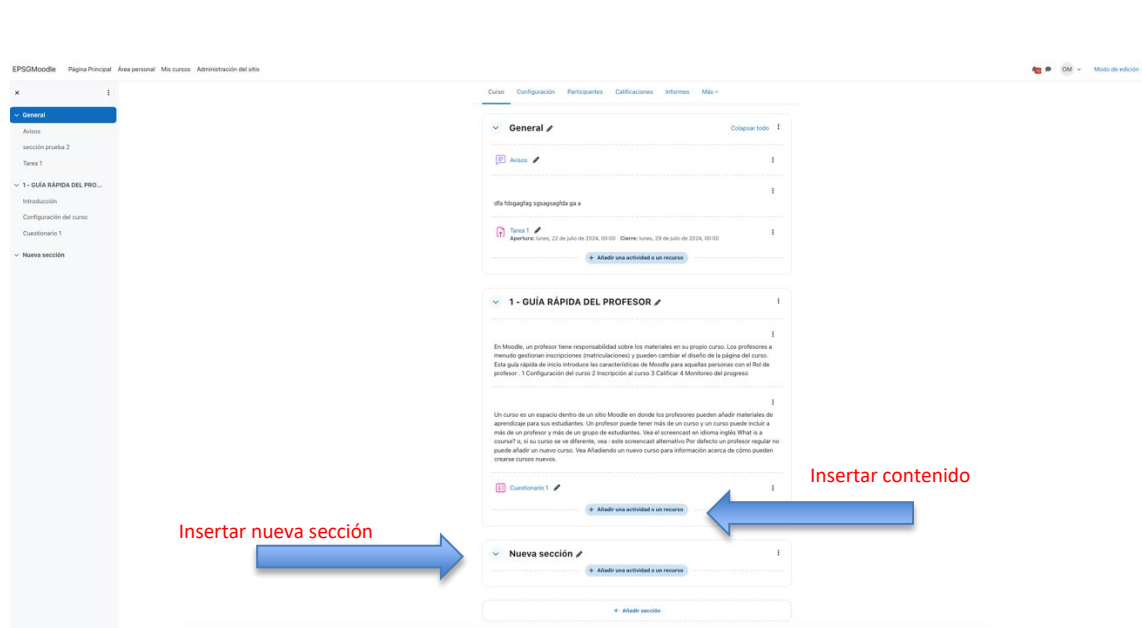 EPSGMoodle Página Principal Área personal Mis cursos Administración del sitio
DM Modo de edición
General
Avisos
sección prueba 2
Tarea 1
1 - GUÍA RÁPIDA DEL PRO...
Introducción
Configuración del curso
Cuestionario 1
Nueva sección
Curso Configuración Participantes Calificaciones Informes Más
General
Colapsar todo
Avisos
dfa fdsgagfag sgsagsagfda ga a
Tarea 1
Apertura: lunes, 22 de julio de 2024, 00:00 Cierre: lunes, 29 de julio de 2024, 00:00
+ Añadir una actividad o un recurso
1 - GUÍA RÁPIDA DEL PROFESOR
En Moodle, un profesor tiene responsabilidad sobre los materiales en su propio curso. Los profesores a
menudo gestionan inscripciones (matriculaciones) y pueden cambiar el diseño de la página del curso.
Esta guía rápida de inicio introduce las características de Moodle para aquellas personas con el Rol de
profesor . 1 Configuración del curso 2 Inscripción al curso 3 Calificar 4 Monitoreo del progreso
Un curso es un espacio dentro de un sitio Moodle en donde los profesores pueden añadir materiales de
aprendizaje para sus estudiantes. Un profesor puede tener más de un curso y un curso puede incluir a
más de un profesor y más de un grupo de estudiantes. Vea el screencast en idioma inglés What is a
course? o, si su curso se ve diferente, vea : este screencast alternativo Por defecto un profesor regular no
puede añadir un nuevo curso. Vea Añadiendo un nuevo curso para información acerca de cómo pueden
crearse cursos nuevos.
Cuestionario 1
+ Añadir una actividad o un recurso
Insertar contenido
Insertar nueva sección
Nueva sección
+ Añadir una actividad o un recurso
+ Añadir sección